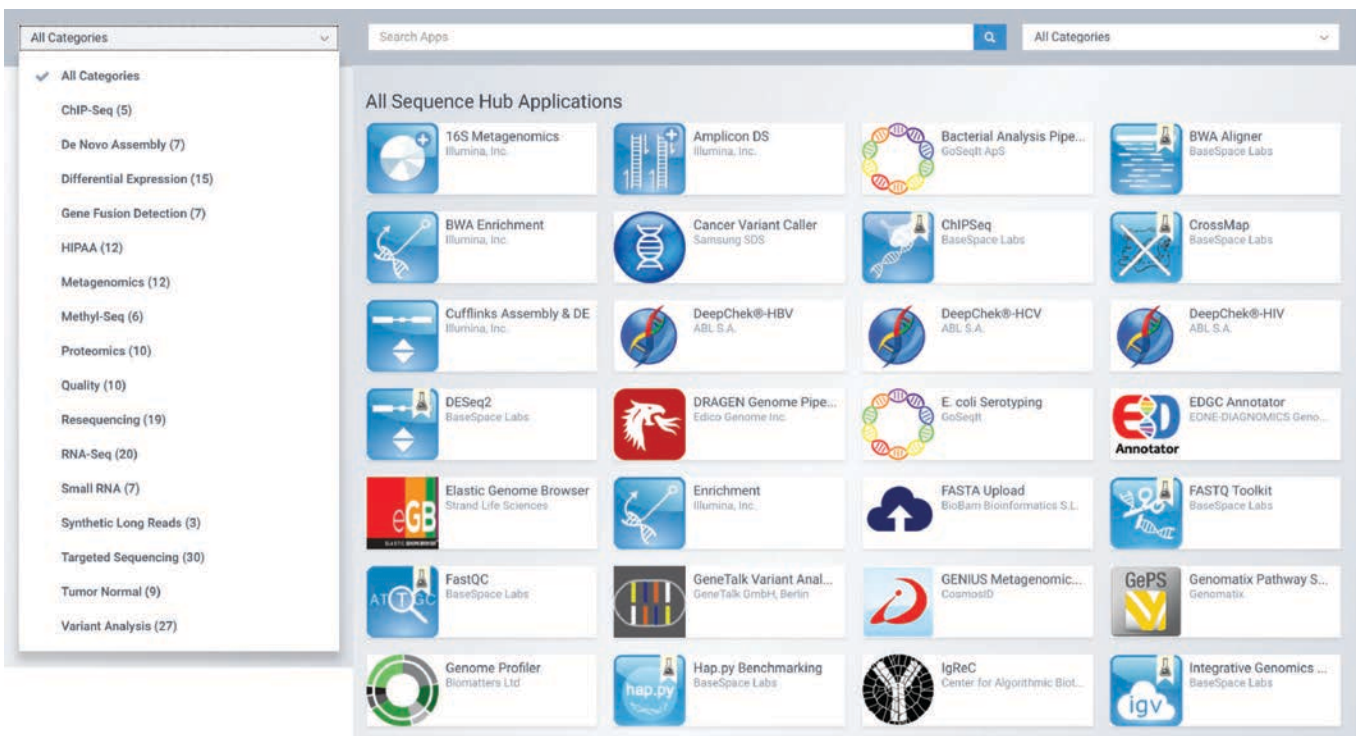 All Categories
Search Apps
All Categories
All Categories
ChIP-Seq (5)
De Novo Assembly (7)
Differential Expression (15)
Gene Fusion Detection (7)
HIPAA (12)
Metagenomics (12)
Methyl-Seq (6)
Proteomics (10)
Quality (10)
Resequencing (19)
RNA-Seq (20)
Small RNA (7)
Synthetic Long Reads (3)
Targeted Sequencing (30)
Tumor Normal (9)
Variant Analysis (27)
All Sequence Hub Applications
16S Metagenomics
Illumina, Inc.
Amplicon DS
Illumina, Inc.
Bacterial Analysis Pipe...
GoSeqIt ApS
BWA Aligner
BaseSpace Labs
BWA Enrichment
Illumina, Inc.
Cancer Variant Caller
Samsung SDS
ChIPSeq
BaseSpace Labs
CrossMap
BaseSpace Labs
Cufflinks Assembly & DE
Illumina, Inc.
DeepChek®-HBV
ABL S.A.
DeepChek®-HCV
ABL S.A.
DeepChek®-HIV
ABL S.A.
DESeq2
BaseSpace Labs
DRAGEN Genome Pipe...
Edico Genome Inc.
E. coli Serotyping
GoSeqIt
ED
Annotator
EDGC Annotator
EONE-DIAGNOMICS Geno...
eGB
Elastic Genome Browser
Strand Life Sciences
Enrichment
Illumina, Inc.
FASTA Upload
BioBam Bioinformatics S.L.
FASTQ Toolkit
BaseSpace Labs
ATTGC
FastQC
BaseSpace Labs
GeneTalk Variant Anal...
GeneTalk GmbH, Berlin
GENIUS Metagenomic...
CosmosID
GePS
Genomatix Pathway S...
Genomatix
Genome Profiler
Biomatters Ltd
hap.py
Hap.py Benchmarking
BaseSpace Labs
IgReC
Center for Algorithmic Biot...
igv
Integrative Genomics ...
BaseSpace Labs